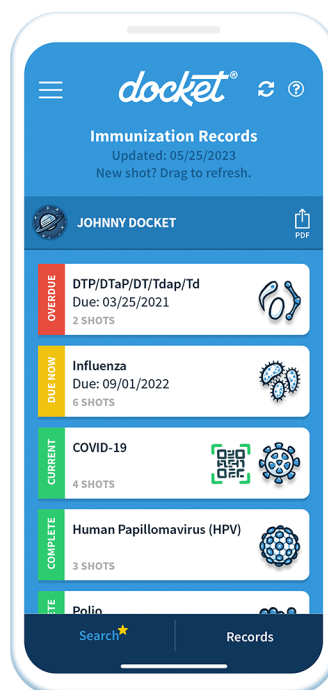 docket®
Immunization Records
Updated: 05/25/2023
New shot? Drag to refresh.
JOHNNY DOCKET
PDF
OVERDUE
DTP/DTaP/DT/Tdap/Td
Due: 03/25/2021
2 SHOTS
DUE NOW
Influenza
Due: 09/01/2022
6 SHOTS
CURRENT
COVID-19
4 SHOTS
COMPLETE
Human Papillomavirus (HPV)
3 SHOTS
Polio
Search
Records